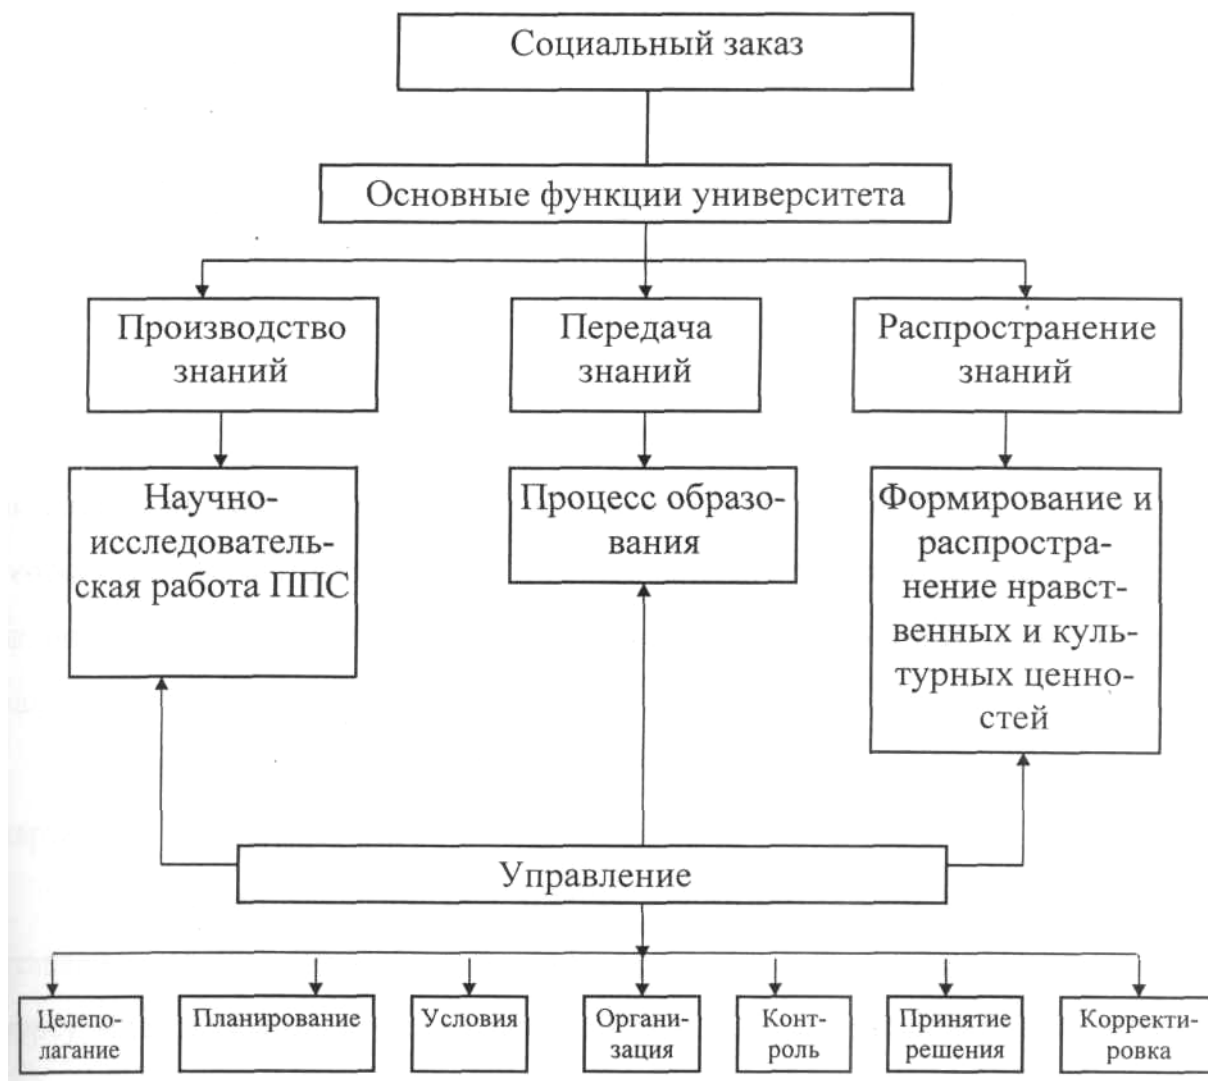 Социальный заказ
Основные функции университета
Производство
знаний
Передача
знаний
Распространение
знаний
Научно-
исследователь-
ская работа ППС
Процесс образо-
вания
Формирование и
распростра-
нение нравст-
венных и куль-
турных ценно-
стей
Управление
Целепо-
лагание
Планирование
Условия
Органи-
зация
Конт-
роль
Принятие
решения
Корректи-
ровка